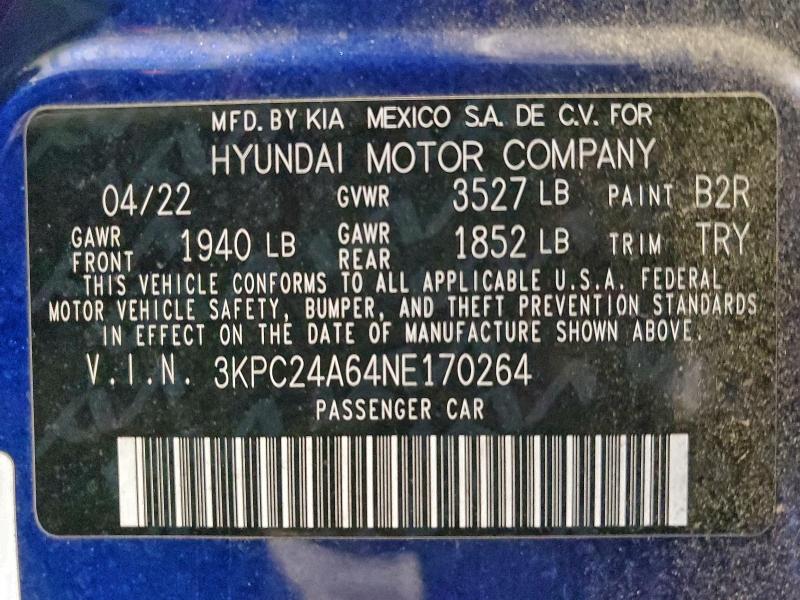 MFD. BY KIA MEXICO S.A. DE C.V. FOR
HYUNDAI MOTOR COMPANY
04/22 GVWR 3527 LB PAINT B2R
GAWR FRONT 1940 LB GAWR REAR 1852 LB TRIM TRY
THIS VEHICLE CONFORMS TO ALL APPLICABLE U.S.A. FEDERAL
MOTOR VEHICLE SAFETY, BUMPER, AND THEFT PREVENTION STANDARDS
IN EFFECT ON THE DATE OF MANUFACTURE SHOWN ABOVE.
V.I.N. 3KPC24A64NE170264
PASSENGER CAR